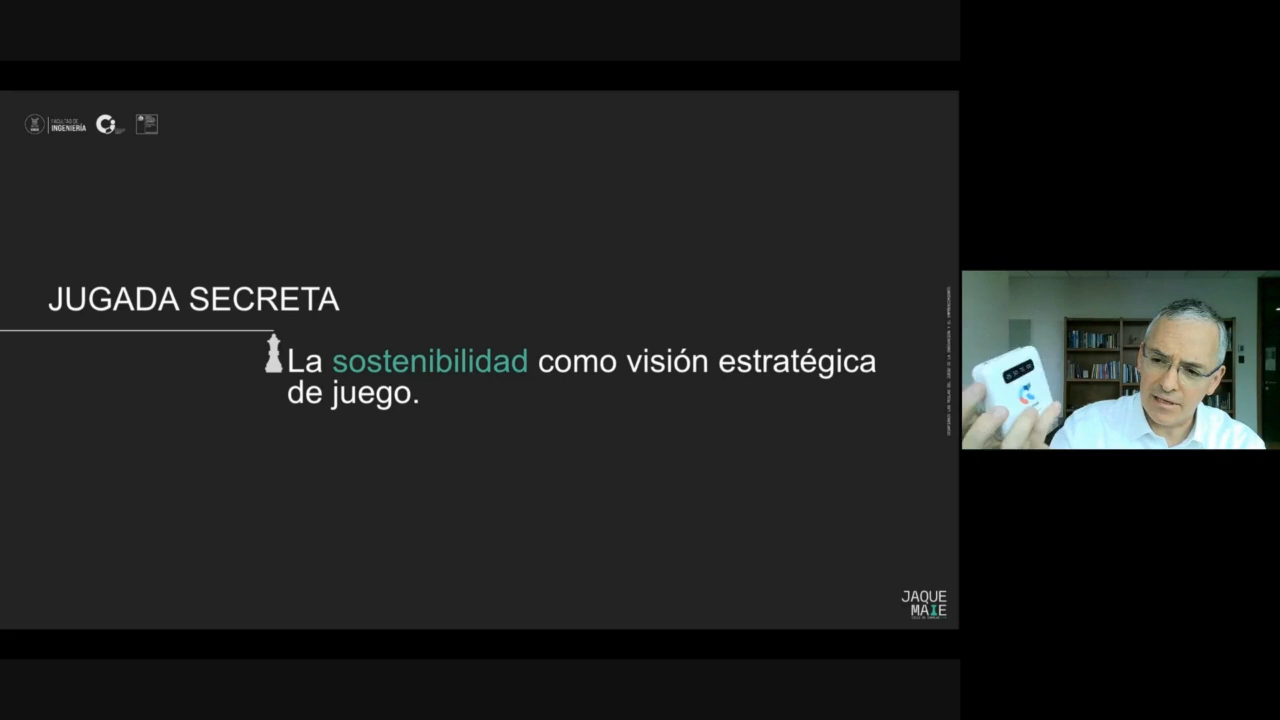 FACULTAD DE
INGENIERÍA
JUGADA SECRETA
La sostenibilidad como visión estratégica
de juego.
JAQUE
MATE